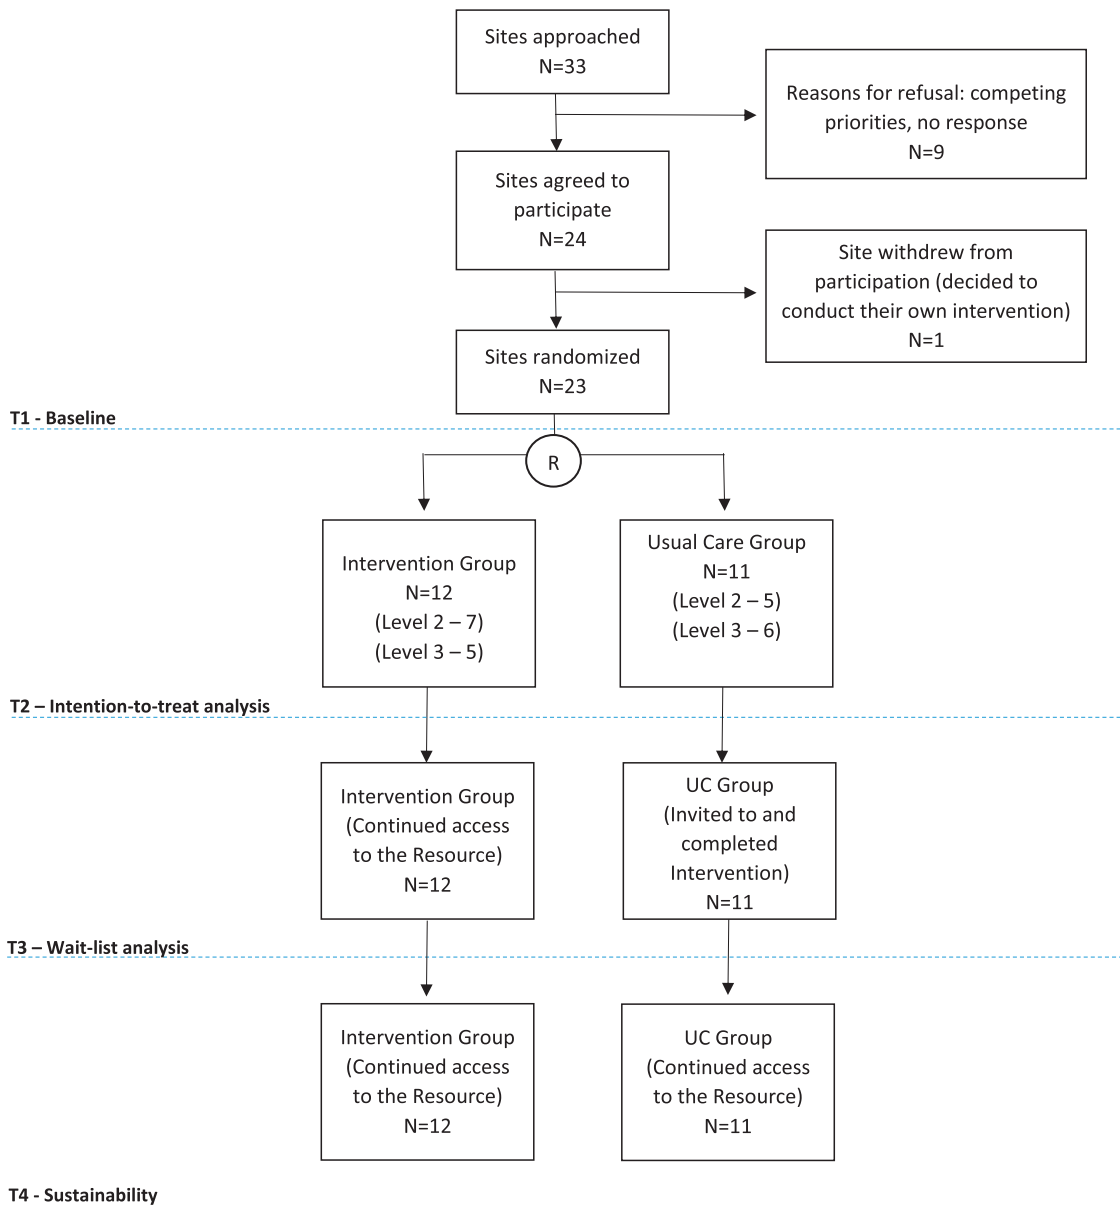 Sites approached
N=33
Reasons for refusal: competing
priorities, no response
N=9
Sites agreed to
participate
N=24
Site withdrew from
participation (decided to
conduct their own intervention)
N=1
Sites randomized
N=23
T1 - Baseline
R
Intervention Group
N=12
(Level 2 – 7)
(Level 3 – 5)
Usual Care Group
N=11
(Level 2 – 5)
(Level 3 – 6)
T2 – Intention-to-treat analysis
Intervention Group
(Continued access
to the Resource)
N=12
UC Group
(Invited to and
completed
Intervention)
N=11
T3 – Wait-list analysis
Intervention Group
(Continued access
to the Resource)
N=12
UC Group
(Continued access
to the Resource)
N=11
T4 - Sustainability